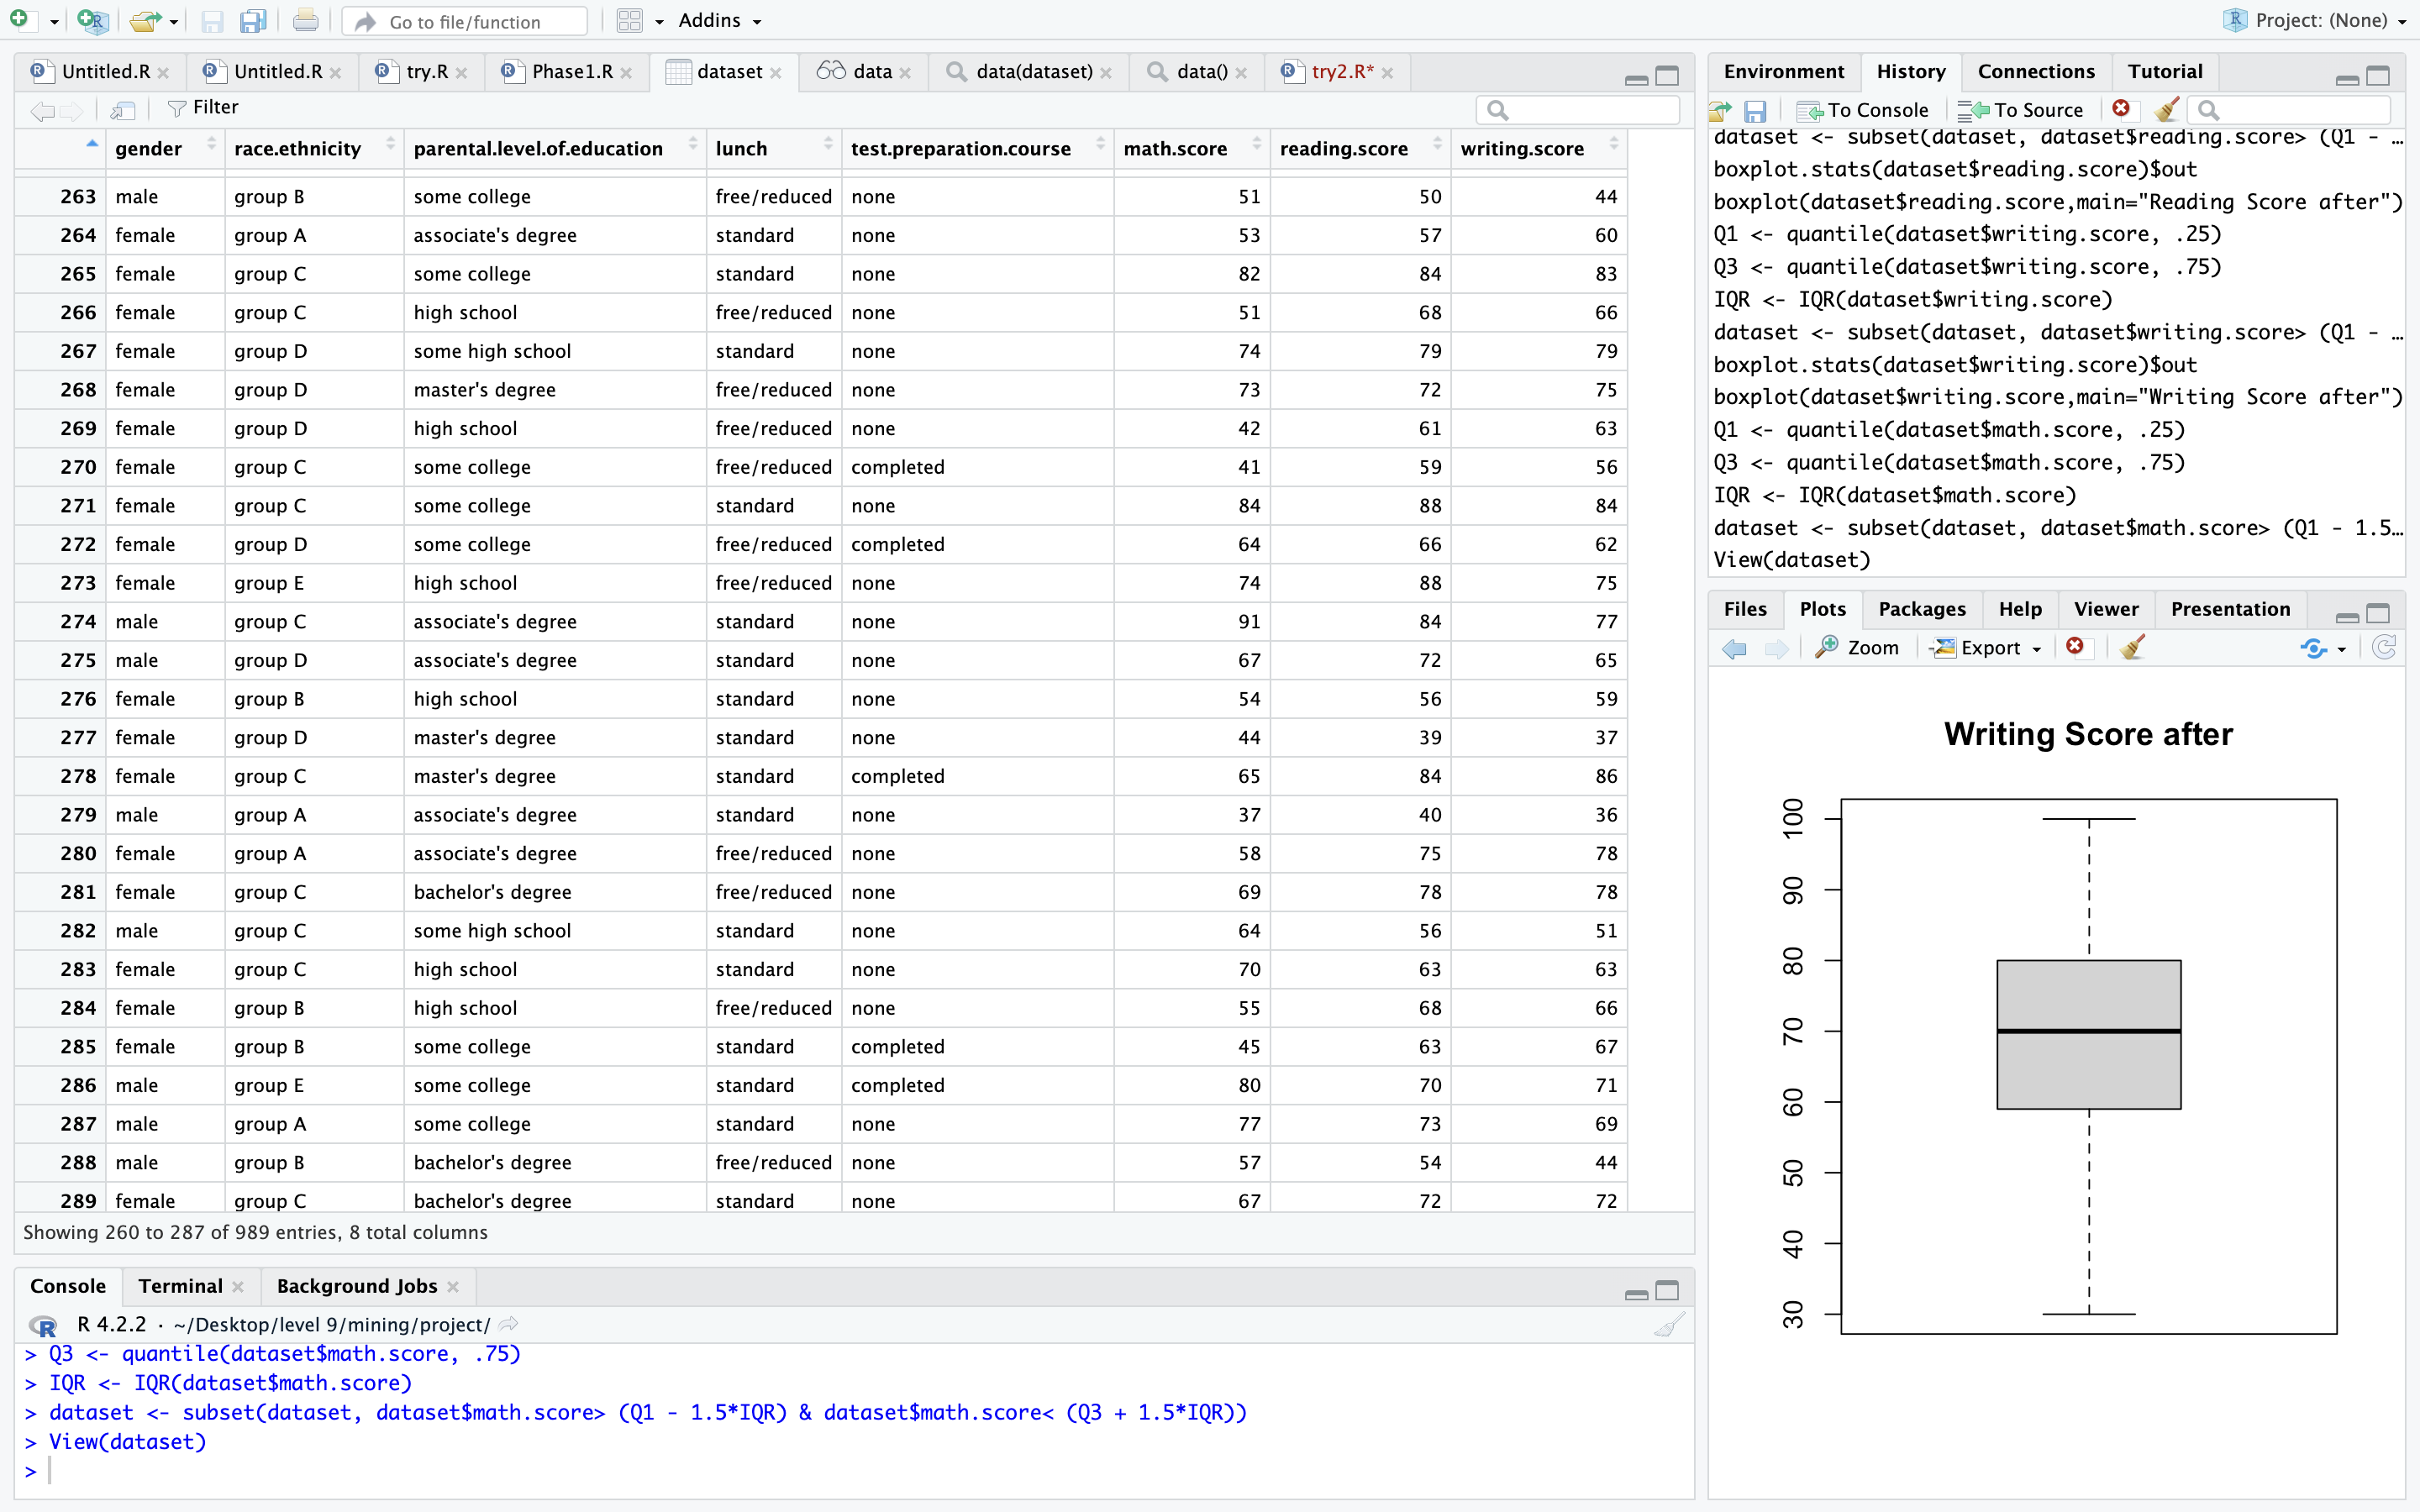 Go to file/function Addins Project: (None)
Untitled.R Untitled.R try.R Phase1.R dataset data data(dataset) data() try2.R*
Filter
gender race.ethnicity parental.level.of.education lunch test.preparation.course math.score reading.score writing.score
263 male group B some college free/reduced none 51 50 44
264 female group A associate's degree standard none 53 57 60
265 female group C some college standard none 82 84 83
266 female group C high school free/reduced none 51 68 66
267 female group D some high school standard none 74 79 79
268 female group D master's degree free/reduced none 73 72 75
269 female group D high school free/reduced none 42 61 63
270 female group C some college free/reduced completed 41 59 56
271 female group C some college standard none 84 88 84
272 female group D some college free/reduced completed 64 66 62
273 female group E high school free/reduced none 74 88 75
274 male group C associate's degree standard none 91 84 77
275 male group D associate's degree standard none 67 72 65
276 female group B high school standard none 54 56 59
277 female group D master's degree standard none 44 39 37
278 female group C master's degree standard completed 65 84 86
279 male group A associate's degree standard none 37 40 36
280 female group A associate's degree free/reduced none 58 75 78
281 female group C bachelor's degree free/reduced none 69 78 78
282 male group C some high school standard none 64 56 51
283 female group C high school standard none 70 63 63
284 female group B high school free/reduced none 55 68 66
285 female group B some college standard completed 45 63 67
286 male group E some college standard completed 80 70 71
287 male group A some college standard none 77 73 69
288 male group B bachelor's degree free/reduced none 57 54 44
289 female group C bachelor's degree standard none 67 72 72
Showing 260 to 287 of 989 entries, 8 total columns
Console Terminal Background Jobs
R R 4.2.2 · ~/Desktop/level 9/mining/project/
> Q3 <- quantile(dataset$math.score, .75)
> IQR <- IQR(dataset$math.score)
> dataset <- subset(dataset, dataset$math.score> (Q1 - 1.5*IQR) & dataset$math.score< (Q3 + 1.5*IQR))
> View(dataset)
>
Environment History Connections Tutorial
To Console To Source
dataset <- subset(dataset, dataset$reading.score> (Q1 - …
boxplot.stats(dataset$reading.score)$out
boxplot(dataset$reading.score,main="Reading Score after")
Q1 <- quantile(dataset$writing.score, .25)
Q3 <- quantile(dataset$writing.score, .75)
IQR <- IQR(dataset$writing.score)
dataset <- subset(dataset, dataset$writing.score> (Q1 - …
boxplot.stats(dataset$writing.score)$out
boxplot(dataset$writing.score,main="Writing Score after")
Q1 <- quantile(dataset$math.score, .25)
Q3 <- quantile(dataset$math.score, .75)
IQR <- IQR(dataset$math.score)
dataset <- subset(dataset, dataset$math.score> (Q1 - 1.5…
View(dataset)
Files Plots Packages Help Viewer Presentation
Zoom Export
Writing Score after
100
90
80
70
60
50
40
30